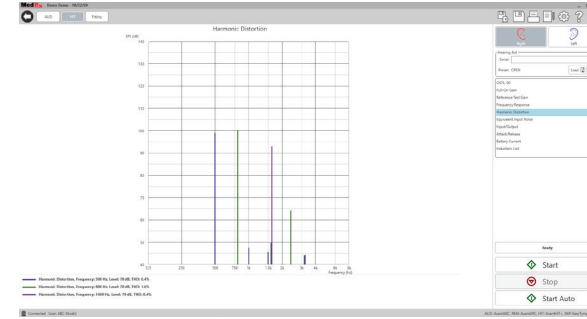 MedRx
AUD
HIT
Fitting
Harmonic Distortion
SPL (dB)
140
130
120
110
100
90
80
70
60
50
40
125
250
500
750
1k
1.5k
2k
3k
4k
6k
8k
Frequency (Hz)
Harmonic Distortion, Frequency: 500 Hz, Level: 70 dB, THD: 0.4%
Harmonic Distortion, Frequency: 800 Hz, Level: 70 dB, THD: 1.6%
Harmonic Distortion, Frequency: 1600 Hz, Level: 70 dB, THD: 0.4%
Right
Left
Hearing Aid
Serial
Preset OPEN
Load
OSPL 90
Full-On Gain
Reference Test Gain
Frequency Response
Harmonic Distortion
Equivalent Input Noise
Input/Output
Attack/Release
Battery Current
Induction Coil
Ready
Start
Stop
Start Auto